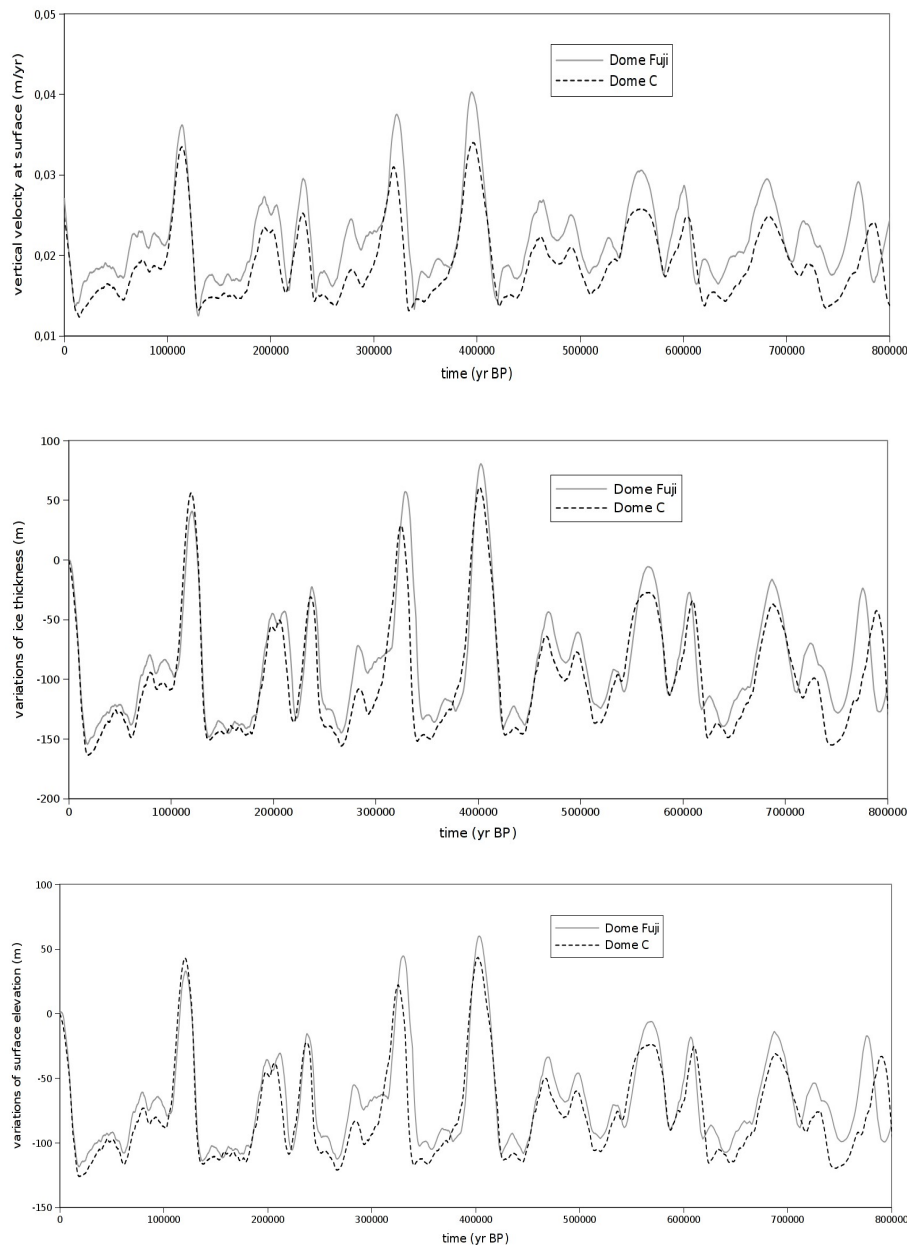 0,05
0,04
0,03
0,02
0,01
vertical velocity at surface (m/yr)
Dome Fuji
Dome C
0 100000 200000 300000 400000 500000 600000 700000 800000
time (yr BP)
100
50
0
-50
-100
-150
-200
variations of ice thickness (m)
Dome Fuji
Dome C
0 100000 200000 300000 400000 500000 600000 700000 800000
time (yr BP)
100
50
0
-50
-100
-150
variations of surface elevation (m)
Dome Fuji
Dome C
0 100000 200000 300000 400000 500000 600000 700000 800000
time (yr BP)